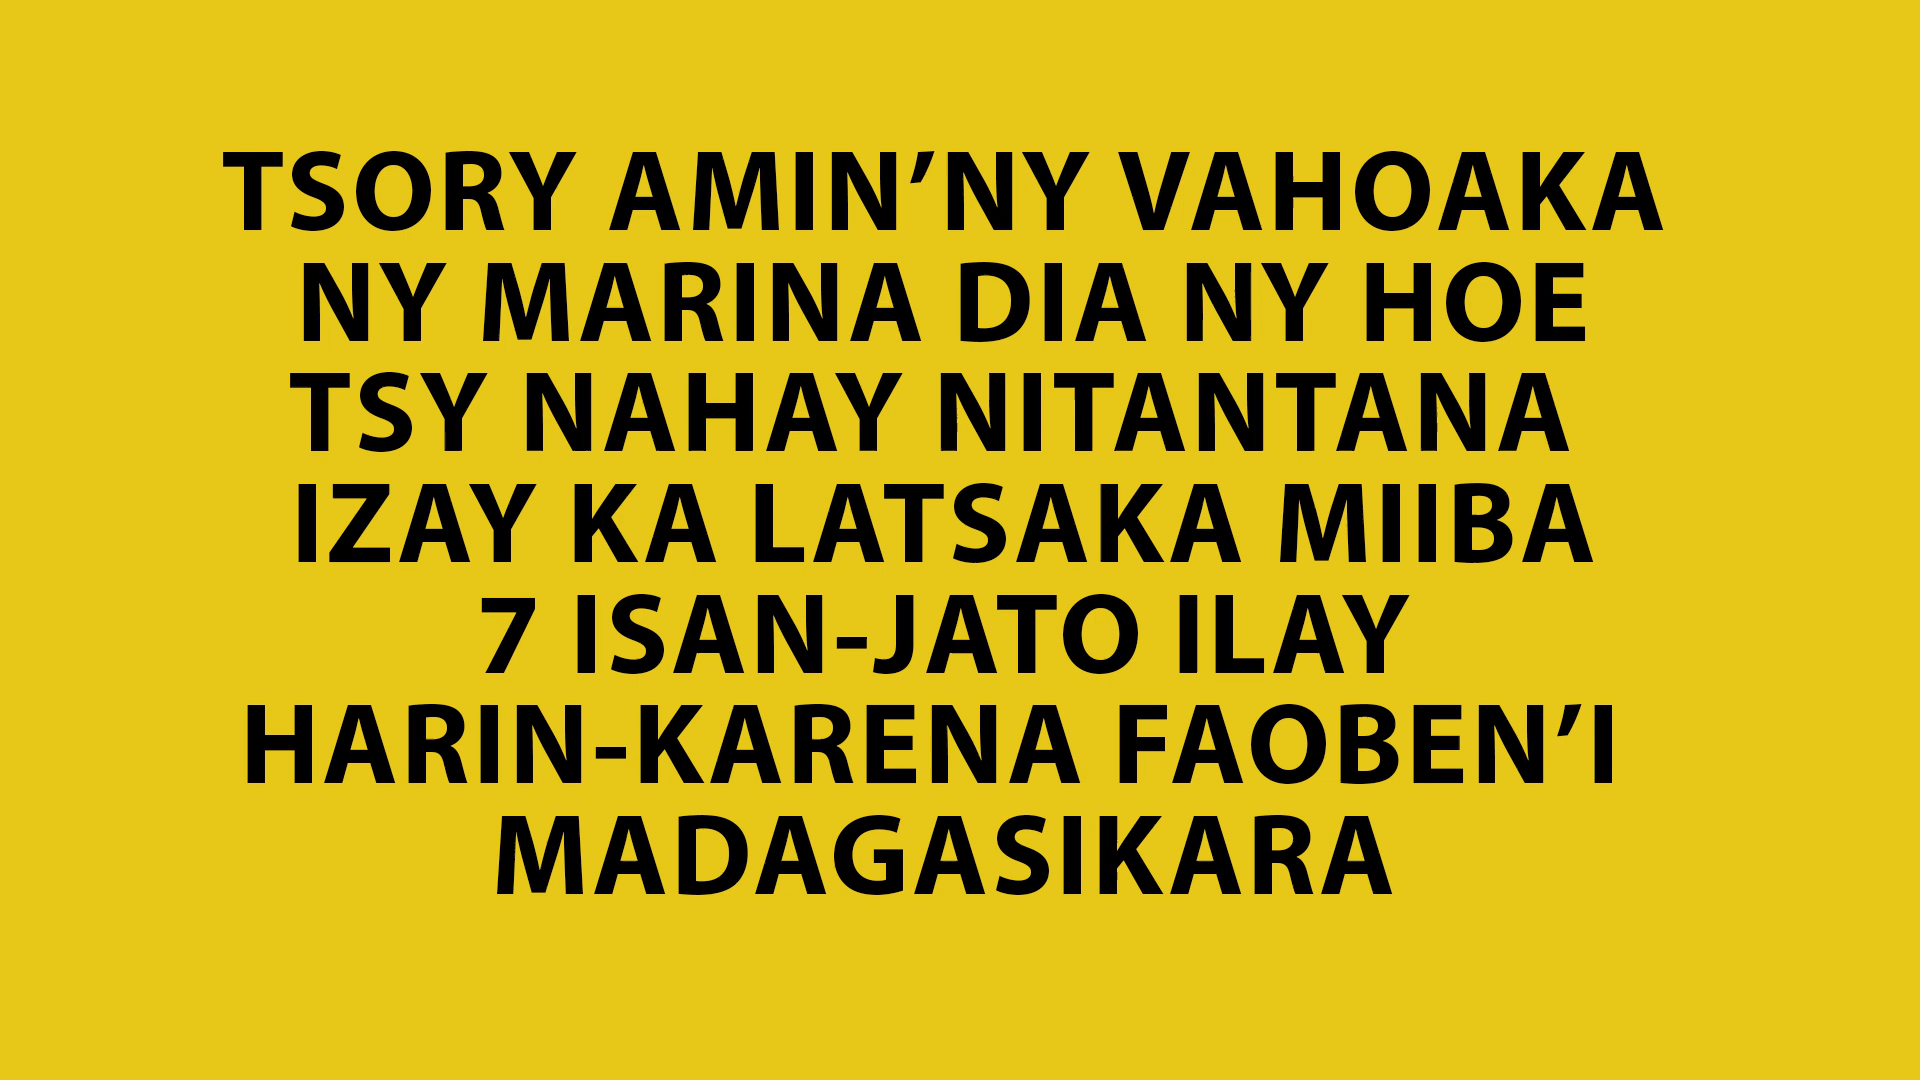 TSORY AMIN’NY VAHOAKA
NY MARINA DIA NY HOE
TSY NAHAY NITANTANA
IZAY KA LATSAKA MIIBA
7 ISAN-JATO ILAY
HARIN-KARENA FAOBEN’I
MADAGASIKARA